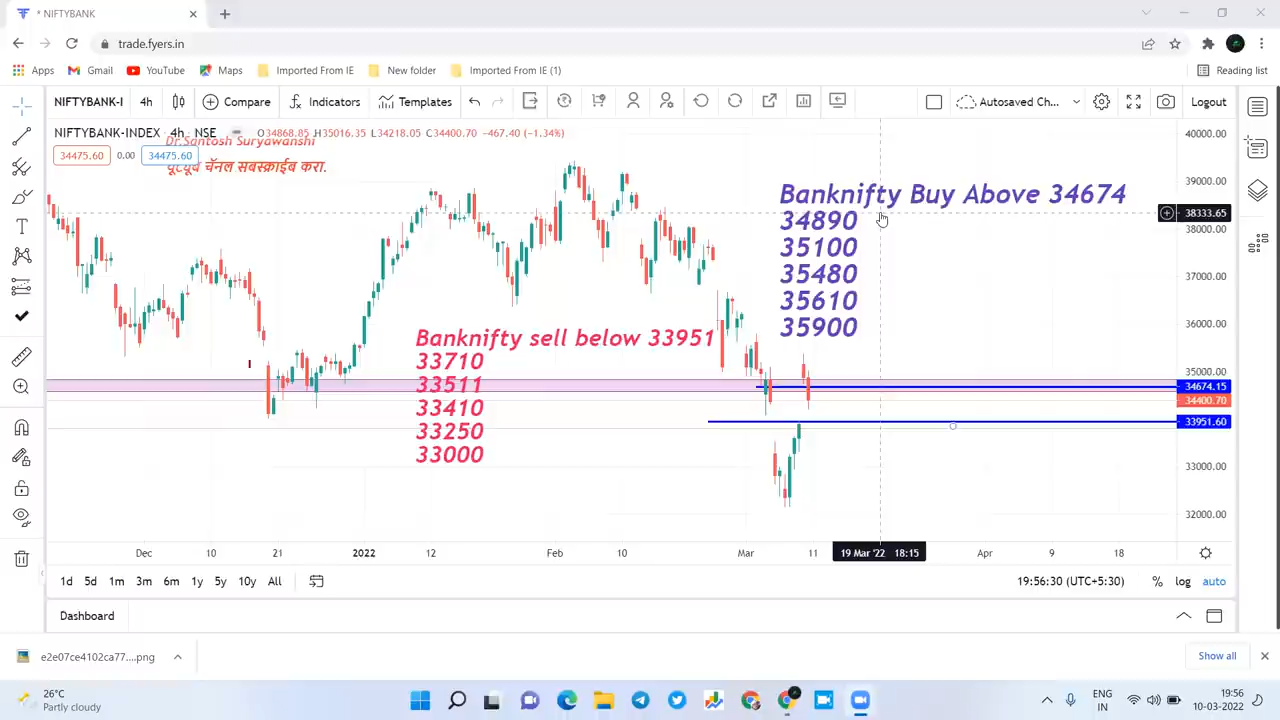 * NIFTYBANK
trade.fyers.in
Apps Gmail YouTube Maps Imported From IE New folder Imported From IE (1) Reading list
NIFTYBANK-I 4h Compare Indicators Templates Autosaved Ch... Logout
NIFTYBANK-INDEX 4h NSE O34868.85 H35016.35 L34218.05 C34400.70 -467.40 (-1.34%)
Dr.Santosh Suryawanshi
34475.60 0.00 34475.60
यूट्यूब चॅनल सबस्क्राईब करा.
Banknifty Buy Above 34674
34890
35100
35480
35610
35900
Banknifty sell below 33951
33710
33511
33410
33250
33000
40000.00
39000.00
38333.65
38000.00
37000.00
36000.00
35000.00
34674.15
34400.70
33951.60
33000.00
32000.00
Dec 10 21 2022 12 Feb 10 Mar 11 19 Mar '22 18:15 Apr 9 18
1d 5d 1m 3m 6m 1y 5y 10y All 19:56:30 (UTC+5:30) % log auto
Dashboard
e2e07ce4102ca77....png Show all
26°C
Partly cloudy
ENG
IN
19:56
10-03-2022